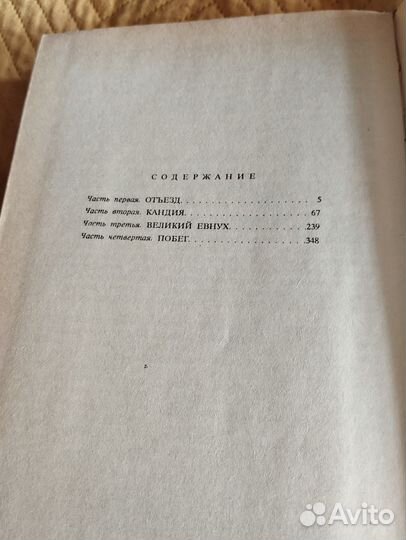 СОДЕРЖАНИЕ
Часть первая. ОТЪЕЗД. . . . . . . . . . . . . . . . . . . . 5
Часть вторая. КАНДИЯ. . . . . . . . . . . . . . . . . . . 67
Часть третья. ВЕЛИКИЙ ЕВНУХ. . . . . . . . . . . . 239
Часть четвертая. ПОБЕГ. . . . . . . . . . . . . . . . . . 348
Avito